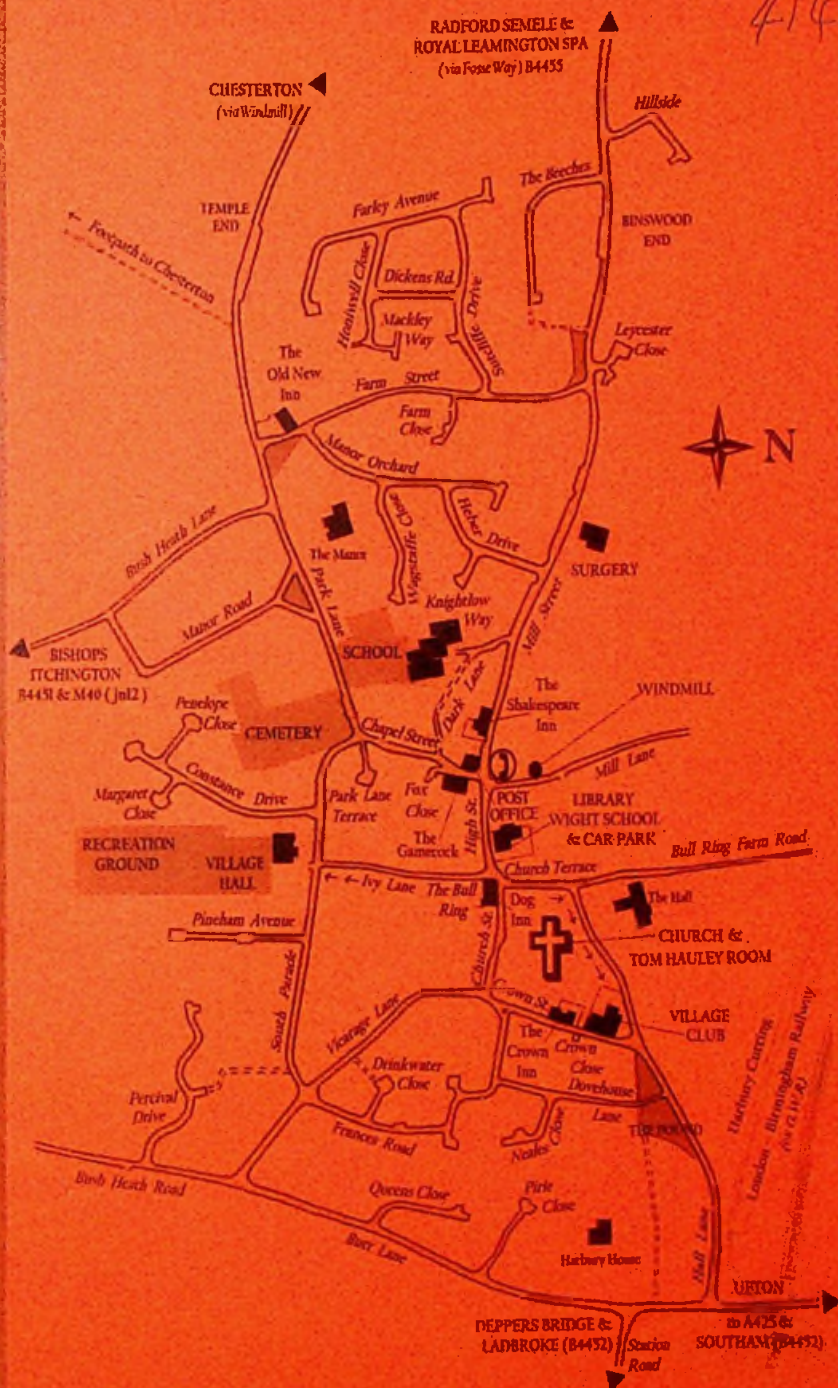 414
RADFORD SEMELE &
ROYAL LEAMINGTON SPA
(via Fosse Way) B4455
CHESTERTON
(via Windmill)
Hillside
The Beeches
TEMPLE
END
Farley Avenue
BINSWOOD
END
← Footpath to Chesterton
Honiwell Close
Dickens Rd
Sutcliffe Drive
Mackley
Way
Leycester
Close
The
Old New
Inn
Farm Street
Farm
Close
N
Manor Orchard
Bush Heath Lane
Wagstaffe Close
Heber Drive
The Manor
SURGERY
Park Lane
Knightlow
Way
Mill Street
Manor Road
SCHOOL
BISHOPS
ITCHINGTON
B4451 & M40 (jn12)
Dark Lane
The
Shakespeare
Inn
WINDMILL
Penelope
Close
CEMETERY
Chapel Street
Mill Lane
Constance Drive
Margaret
Close
Park Lane
Terrace
Fox
Close
High St.
POST
OFFICE
LIBRARY
WIGHT SCHOOL
& CAR PARK
The
Gamecock
RECREATION
GROUND
VILLAGE
HALL
Bull Ring Farm Road
Church Terrace
← ← Ivy Lane
The Bull
Ring
Dog
Inn
The Hall
Pineham Avenue
Church St.
CHURCH &
TOM HAULEY ROOM
South Parade
Vicarage Lane
Crown St.
VILLAGE
CLUB
The
Crown
Inn
Crown
Close
Drinkwater
Close
Dovehouse
Lane
Harbury Cutting
London - Birmingham Railway
(ex G.W.R.)
Percival
Drive
Frances Road
Neales Close
THE POUND
Bush Heath Road
Queens Close
Pirie
Close
Butt Lane
Harbury House
Hall Lane
UFTON
to A425 &
SOUTHAM (B4452)
DEPPERS BRIDGE &
LADBROKE (B4452)
Station
Road